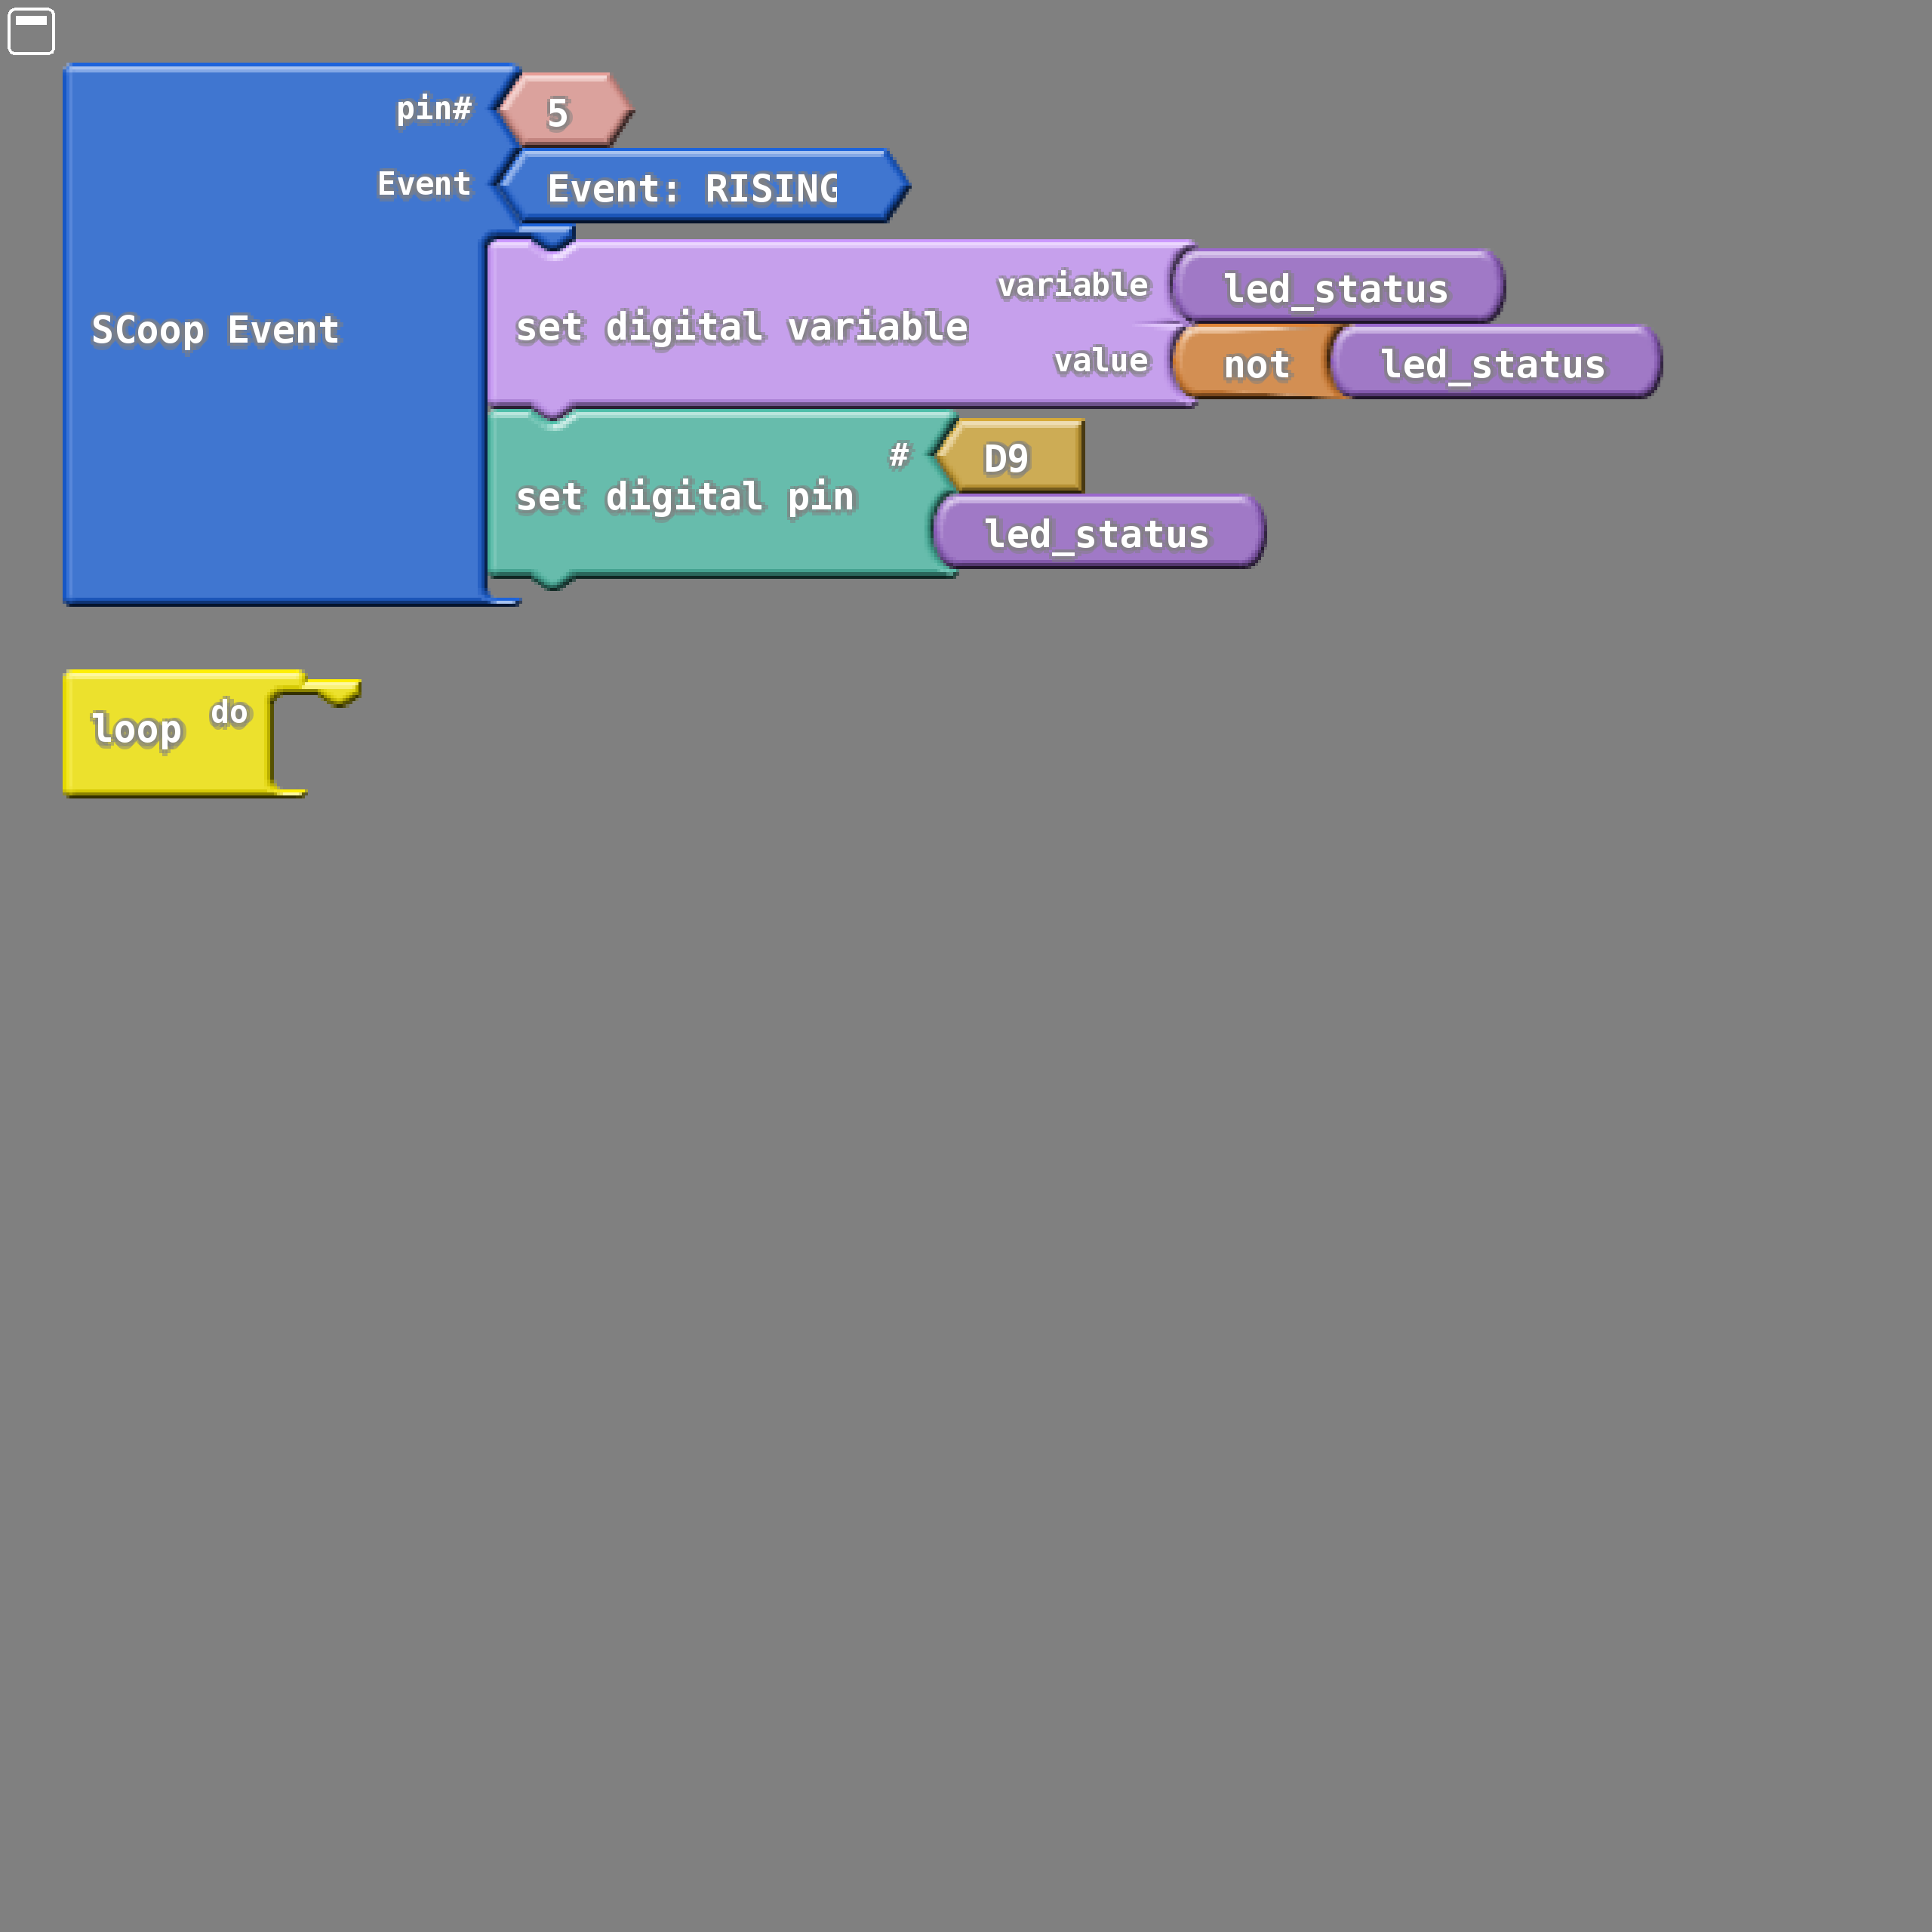 pin# 5
Event Event: RISING
SCoop Event
set digital variable
variable led_status
value not led_status
set digital pin
# D9
led_status
loop do